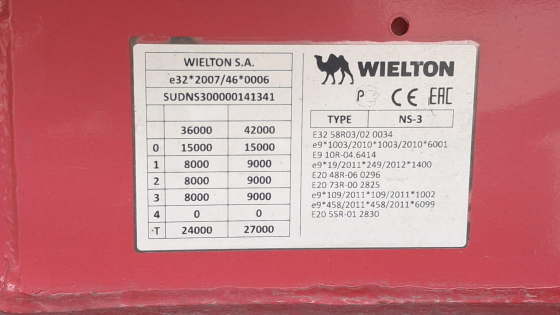 WIELTON S.A.
e32*2007/46*0006
SUDNS300000141341
36000 42000
0 15000 15000
1 8000 9000
2 8000 9000
3 8000 9000
4 0 0
T 24000 27000
WIELTON
CE EAC
TYPE NS-3
E32 58R03/02 0034
e9*1003/2010*1003/2010*6001
E9 10R-04.6414
e9*19/2011*249/2012*1400
E20 48R-06 0296
E20 73R-00 2825
e9*109/2011*109/2011*1002
e9*458/2011*458/2011*6099
E20 55R-01 2830